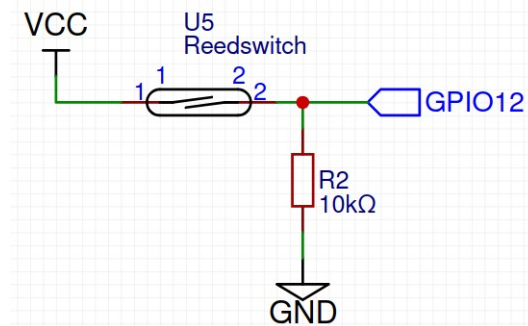 VCC
U5
Reedswitch
1 2
1 2
GPIO12
R2
10kΩ
GND